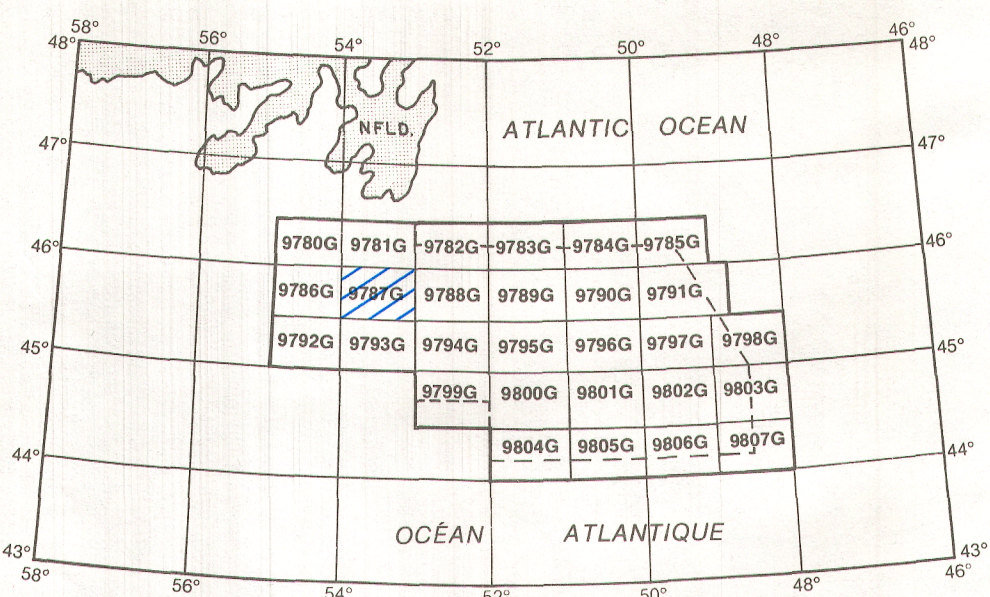 58° 56° 54° 52° 50° 48° 46°
48° 48°
NFLD. ATLANTIC OCEAN
47° 47°
46° 9780G 9781G 9782G 9783G 9784G 9785G 46°
9786G 9787G 9788G 9789G 9790G 9791G
45° 9792G 9793G 9794G 9795G 9796G 9797G 9798G 45°
9799G 9800G 9801G 9802G 9803G
44° 9804G 9805G 9806G 9807G 44°
OCÉAN ATLANTIQUE
43° 43°
58° 56° 54° 52° 50° 48° 46°